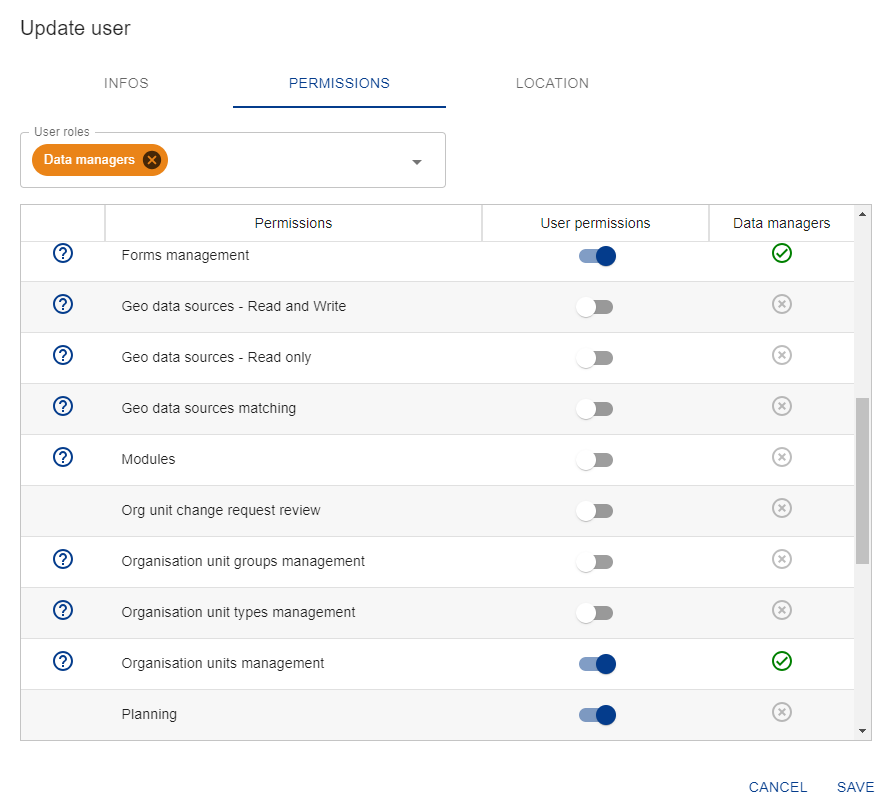 Update user
INFOS PERMISSIONS LOCATION
User roles
Data managers
Permissions User permissions Data managers
Forms management
Geo data sources - Read and Write
Geo data sources - Read only
Geo data sources matching
Modules
Org unit change request review
Organisation unit groups management
Organisation unit types management
Organisation units management
Planning
CANCEL SAVE